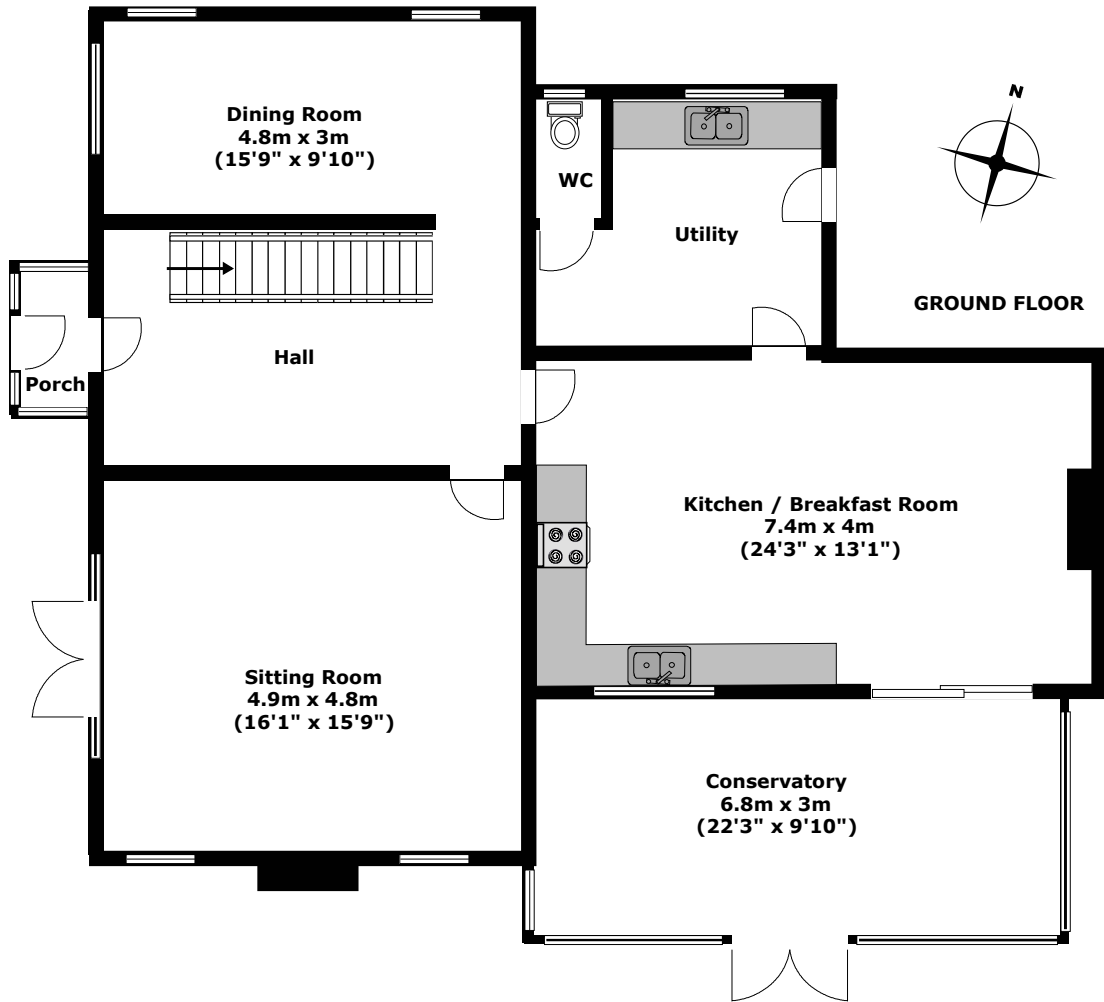 Dining Room
4.8m x 3m
(15'9" x 9'10")
N
WC
Utility
GROUND FLOOR
Hall
Porch
Kitchen / Breakfast Room
7.4m x 4m
(24'3" x 13'1")
Sitting Room
4.9m x 4.8m
(16'1" x 15'9")
Conservatory
6.8m x 3m
(22'3" x 9'10")